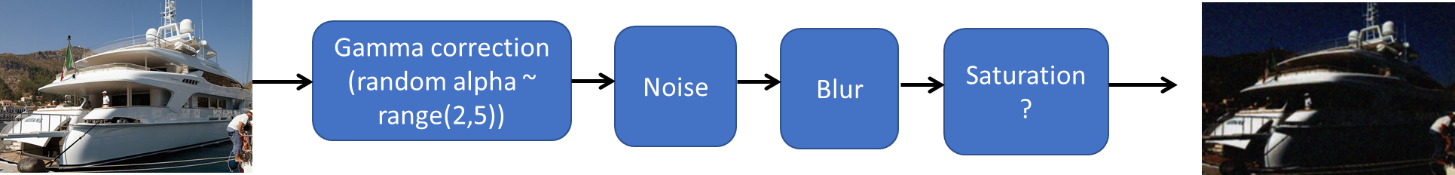 Gamma correction
(random alpha ~
range(2,5))
Noise
Blur
Saturation
?